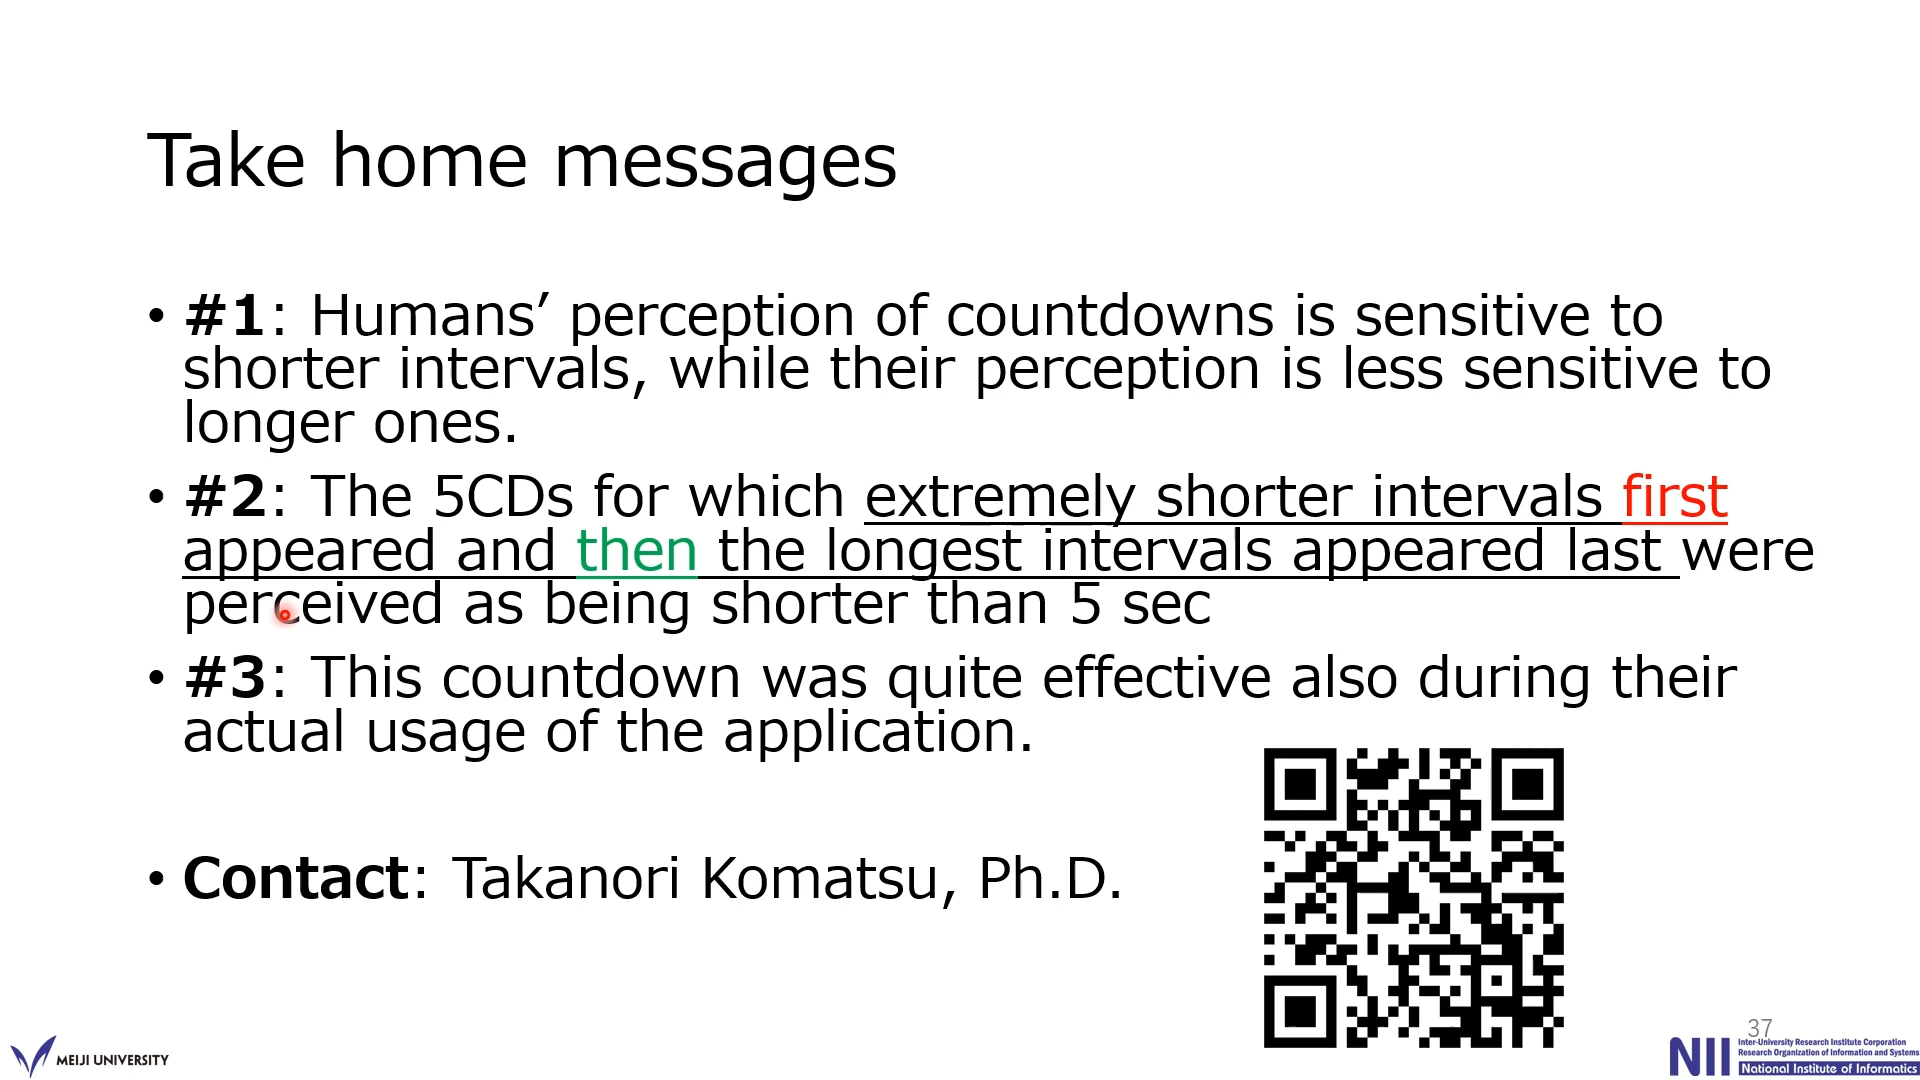 Take home messages
• #1: Humans’ perception of countdowns is sensitive to
shorter intervals, while their perception is less sensitive to
longer ones.
• #2: The 5CDs for which extremely shorter intervals first
appeared and then the longest intervals appeared last were
perceived as being shorter than 5 sec
• #3: This countdown was quite effective also during their
actual usage of the application.
• Contact: Takanori Komatsu, Ph.D.
MEIJI UNIVERSITY
37
NII
Inter-University Research Institute Corporation
Research Organization of Information and Systems
National Institute of Informatics